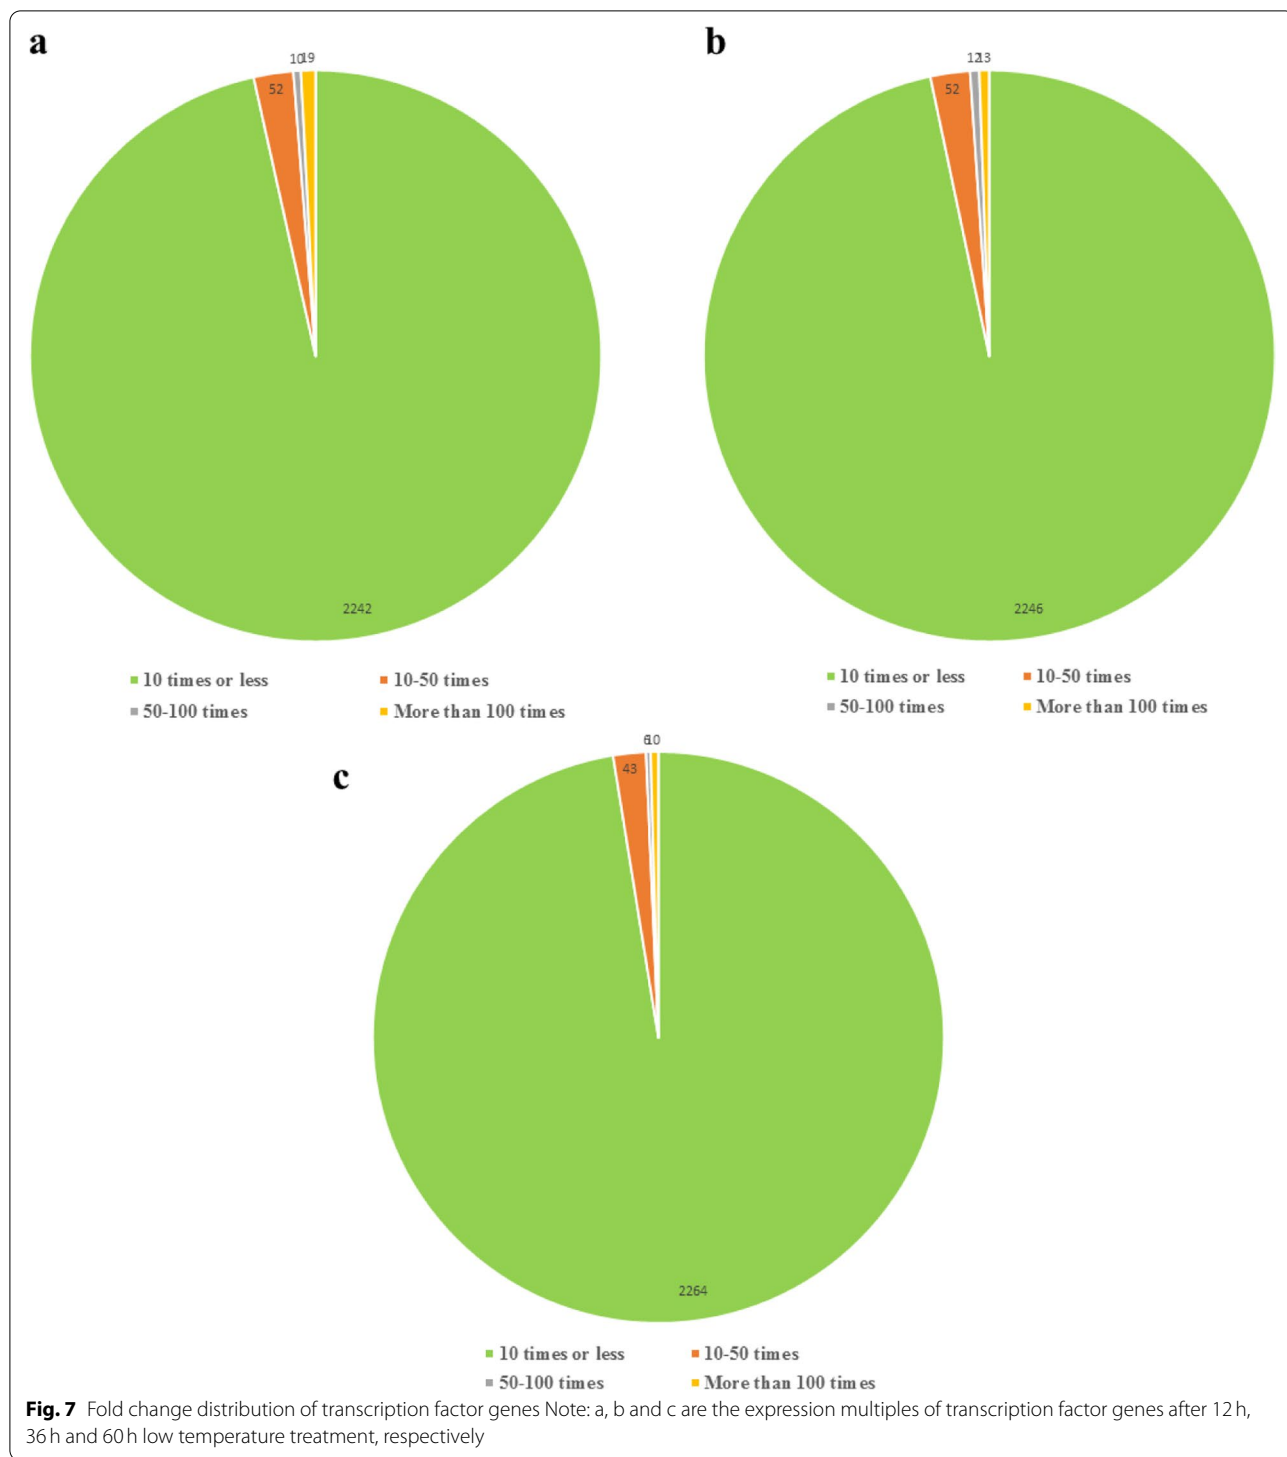 a
10 19
52
2242
10 times or less 10-50 times
50-100 times More than 100 times
b
12 13
52
2246
10 times or less 10-50 times
50-100 times More than 100 times
c
6 10
43
2264
10 times or less 10-50 times
50-100 times More than 100 times
Fig. 7 Fold change distribution of transcription factor genes Note: a, b and c are the expression multiples of transcription factor genes after 12 h,
36 h and 60 h low temperature treatment, respectively